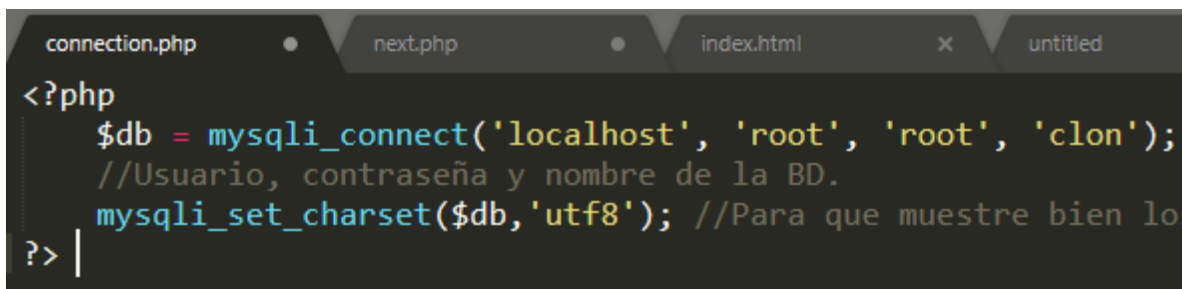 connection.php next.php index.html untitled
<?php
$db = mysqli_connect('localhost', 'root', 'root', 'clon');
//Usuario, contraseña y nombre de la BD.
mysqli_set_charset($db,'utf8'); //Para que muestre bien lo
?>